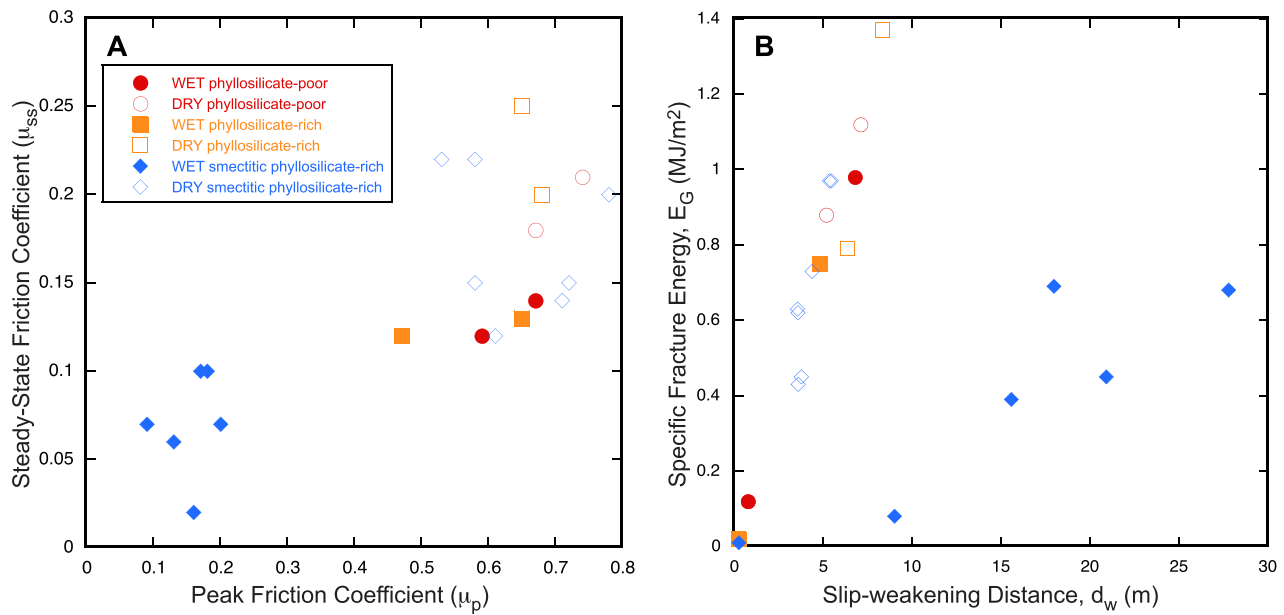 A
WET phyllosilicate-poor
DRY phyllosilicate-poor
WET phyllosilicate-rich
DRY phyllosilicate-rich
WET smectitic phyllosilicate-rich
DRY smectitic phyllosilicate-rich
Steady-State Friction Coefficient (μss)
0.3
0.25
0.2
0.15
0.1
0.05
0
0 0.1 0.2 0.3 0.4 0.5 0.6 0.7 0.8
Peak Friction Coefficient (μp)
B
Specific Fracture Energy, EG (MJ/m²)
1.4
1.2
1
0.8
0.6
0.4
0.2
0
0 5 10 15 20 25 30
Slip-weakening Distance, dw (m)